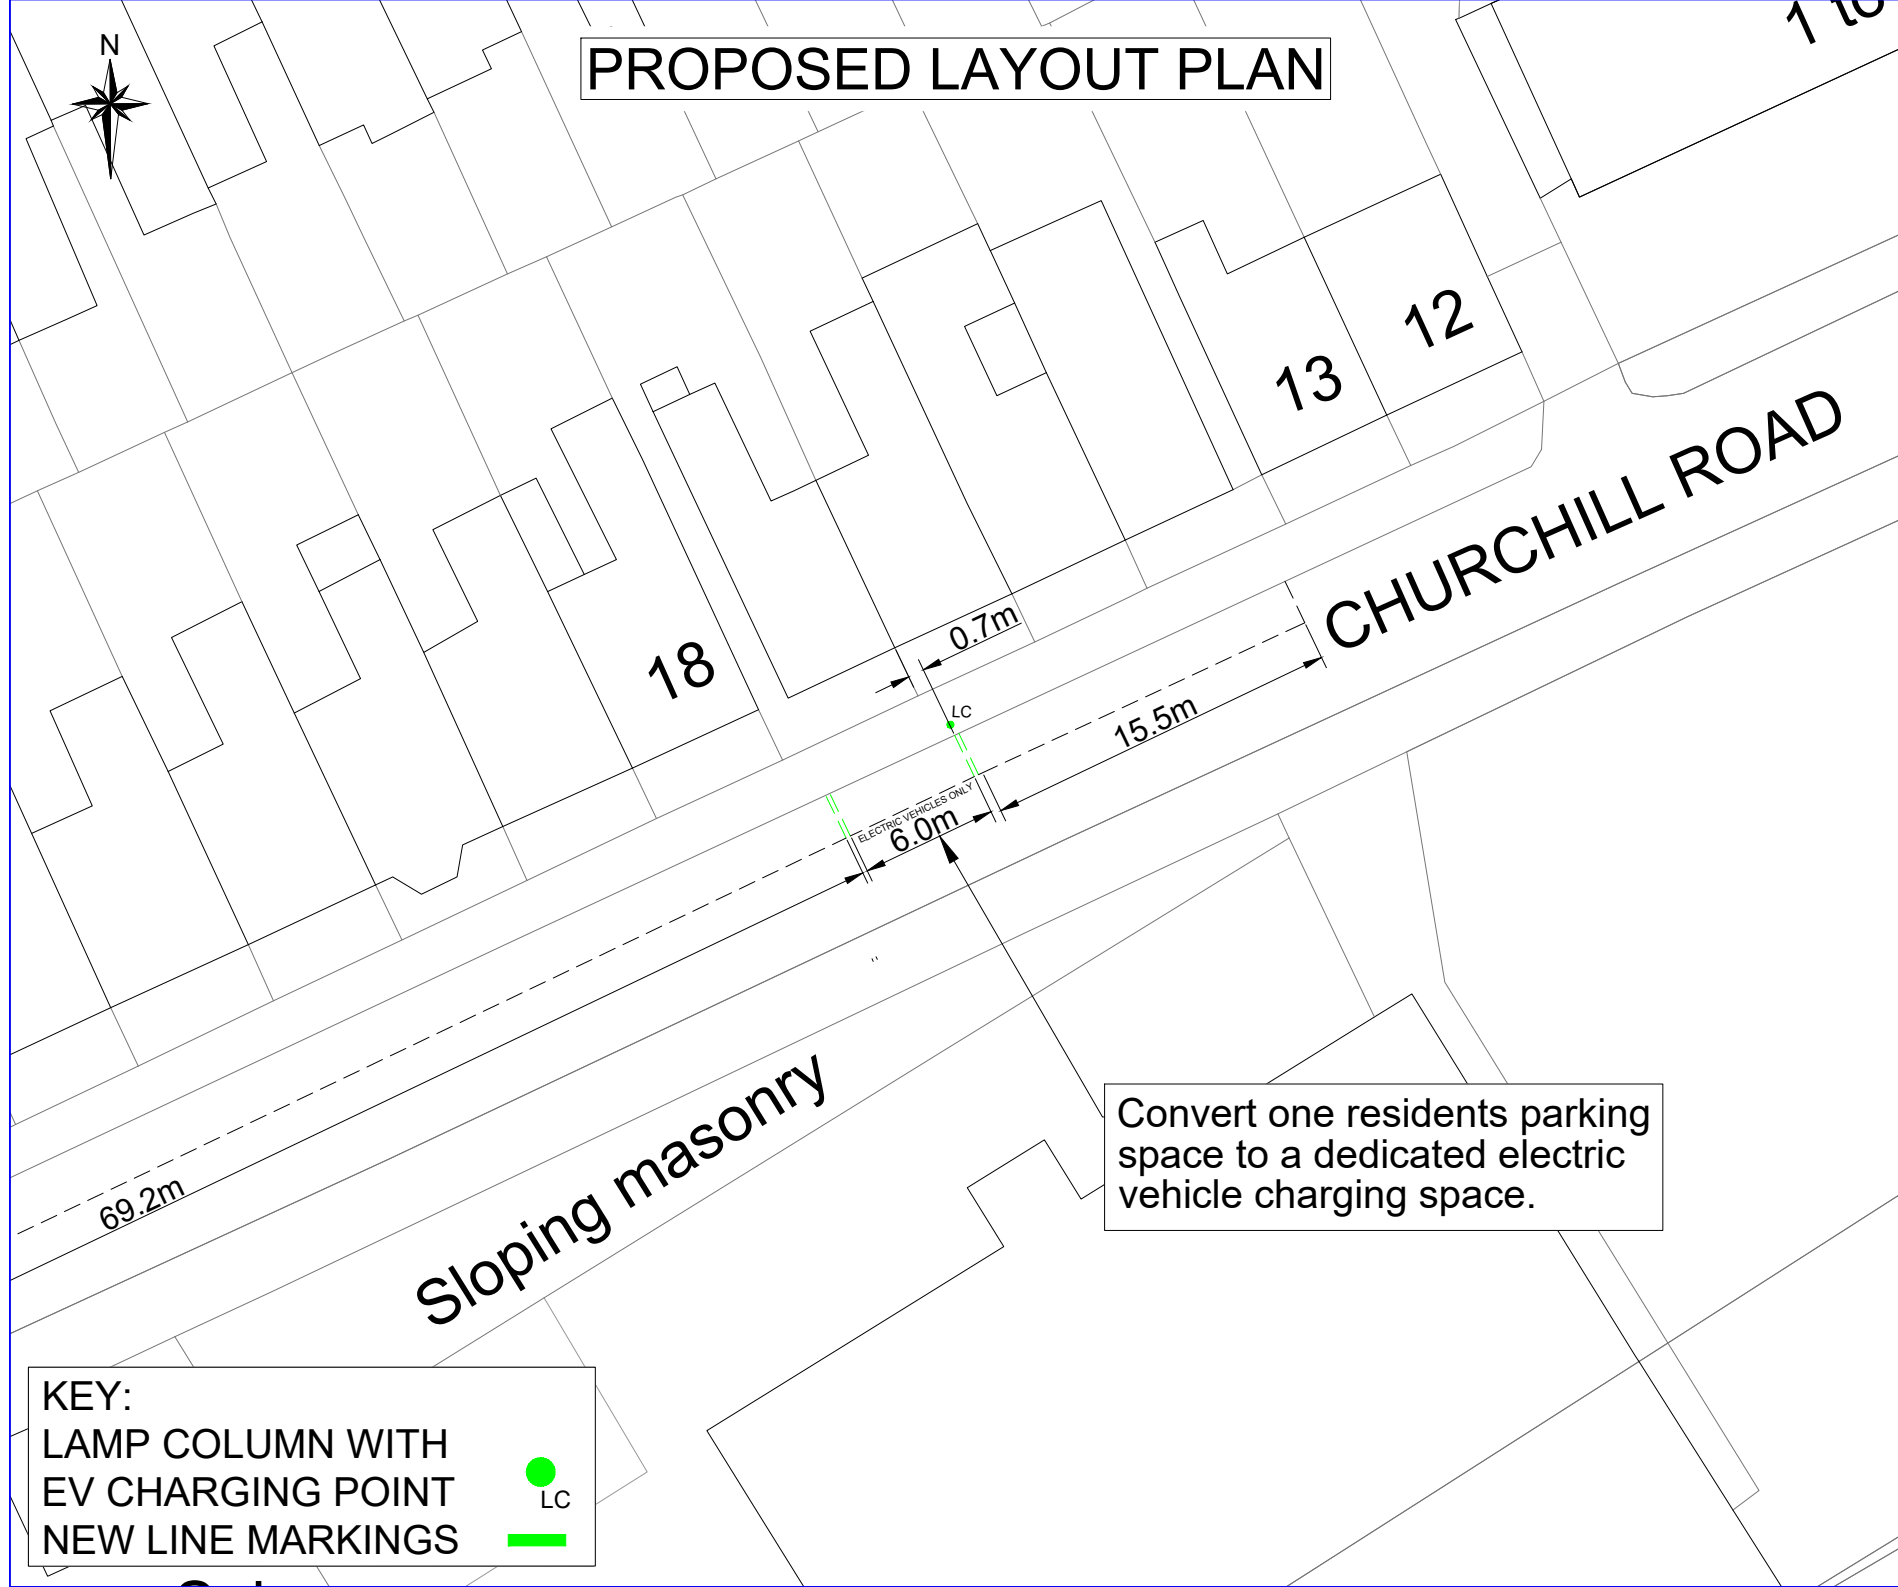 N
PROPOSED LAYOUT PLAN
1 to
12
13
CHURCHILL ROAD
18
0.7m
LC
15.5m
ELECTRIC VEHICLES ONLY
6.0m
69.2m
Sloping masonry
Convert one residents parking
space to a dedicated electric
vehicle charging space.
KEY:
LAMP COLUMN WITH
EV CHARGING POINT
LC
NEW LINE MARKINGS